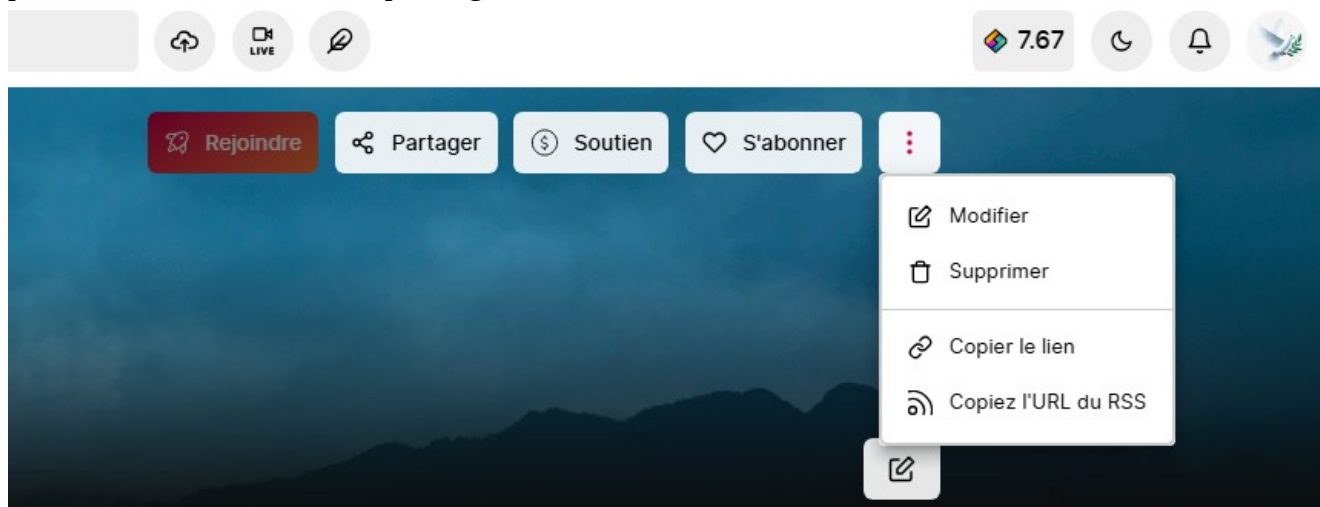 LIVE
7.67
Rejoindre
Partager
Soutien
S'abonner
Modifier
Supprimer
Copier le lien
Copiez l'URL du RSS